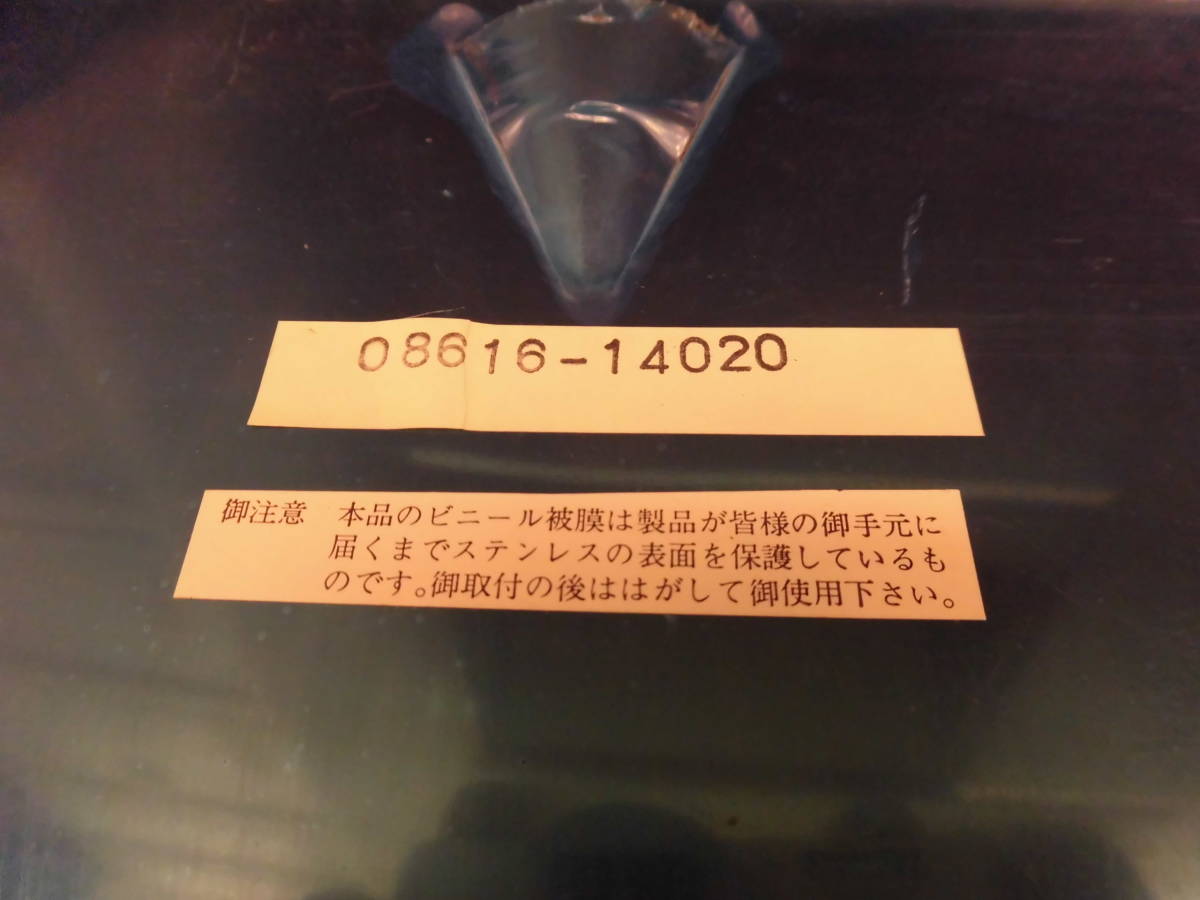 08616-14020
御注意 本品のビニール被膜は製品が皆様の御手元に
届くまでステンレスの表面を保護しているも
のです。御取付の後ははがして御使用下さい。